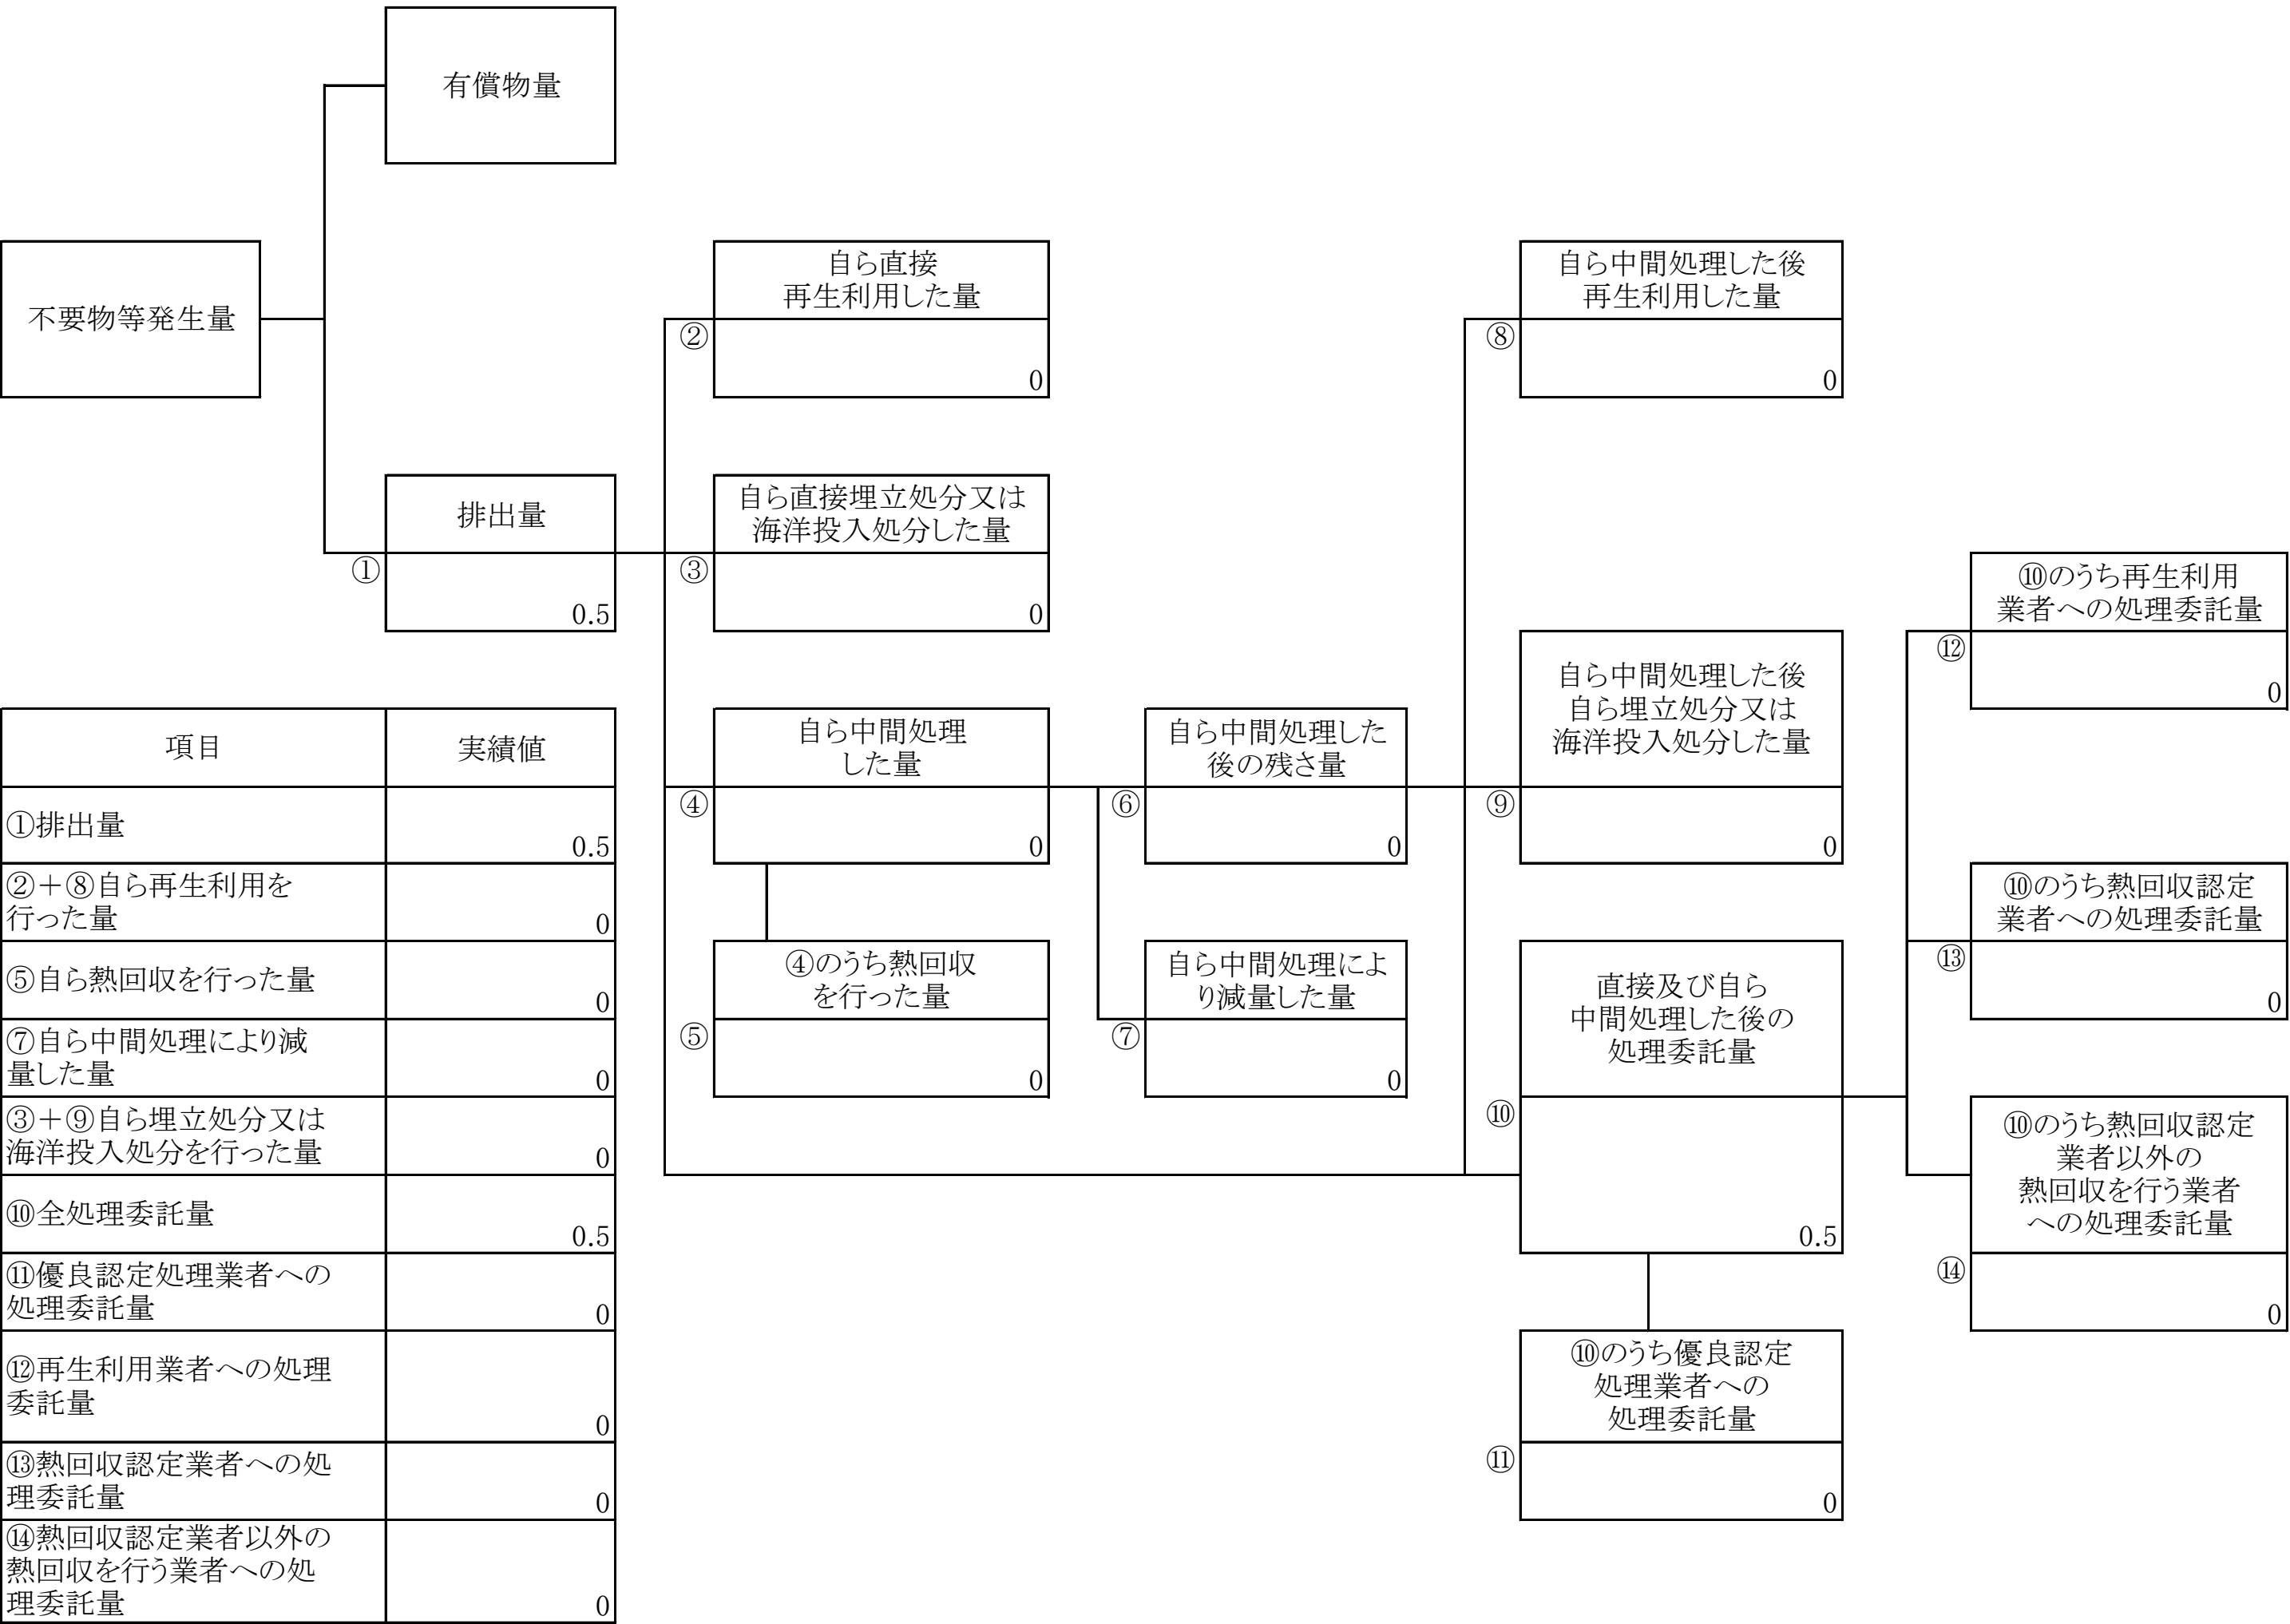 有償物量
不要物等発生量
自ら直接
再生利用した量
②
0
自ら中間処理した後
再生利用した量
⑧
0
排出量
①
0.5
自ら直接埋立処分又は
海洋投入処分した量
③
0
⑩のうち再生利用
業者への処理委託量
⑫
0
自ら中間処理
した量
④
0
自ら中間処理した
後の残さ量
⑥
0
自ら中間処理した後
自ら埋立処分又は
海洋投入処分した量
⑨
0
⑩のうち熱回収認定
業者への処理委託量
⑬
0
④のうち熱回収
を行った量
⑤
0
自ら中間処理によ
り減量した量
⑦
0
直接及び自ら
中間処理した後の
処理委託量
⑩
0.5
⑩のうち熱回収認定
業者以外の
熱回収を行う業者
への処理委託量
⑭
0
⑩のうち優良認定
処理業者への
処理委託量
⑪
0
項目
実績値
①排出量
0.5
②＋⑧自ら再生利用を
行った量
0
⑤自ら熱回収を行った量
0
⑦自ら中間処理により減
量した量
0
③＋⑨自ら埋立処分又は
海洋投入処分を行った量
0
⑩全処理委託量
0.5
⑪優良認定処理業者への
処理委託量
0
⑫再生利用業者への処理
委託量
0
⑬熱回収認定業者への処
理委託量
0
⑭熱回収認定業者以外の
熱回収を行う業者への処
理委託量
0